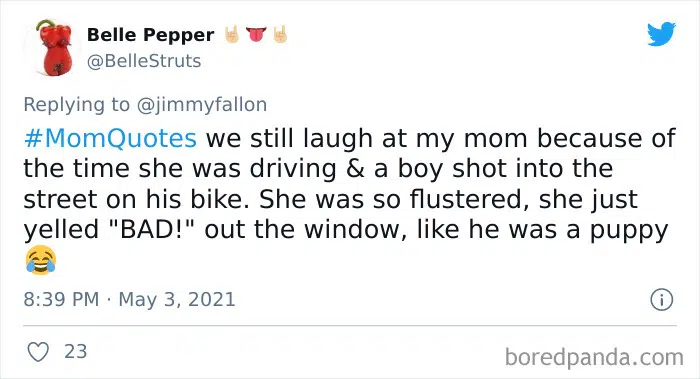 Belle Pepper 🤘🏼👅🤘🏼
@BelleStruts
Replying to @jimmyfallon
#MomQuotes we still laugh at my mom because of
the time she was driving & a boy shot into the
street on his bike. She was so flustered, she just
yelled "BAD!" out the window, like he was a puppy
😂
8:39 PM · May 3, 2021
23
boredpanda.com